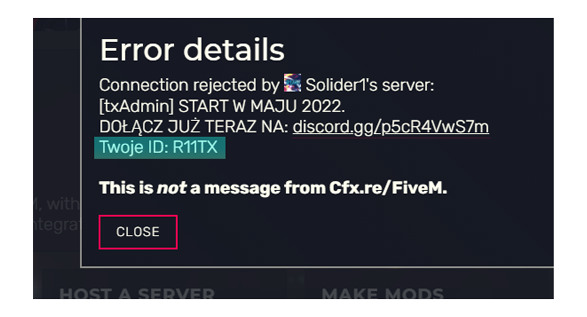 Error details
Connection rejected by Solider1's server:
[txAdmin] START W MAJU 2022.
DOŁĄCZ JUŻ TERAZ NA: discord.gg/p5cR4VwS7m
Twoje ID: R11TX
This is not a message from Cfx.re/FiveM.
CLOSE
, with
ntegra
HOST A SERVER
MAKE MODS